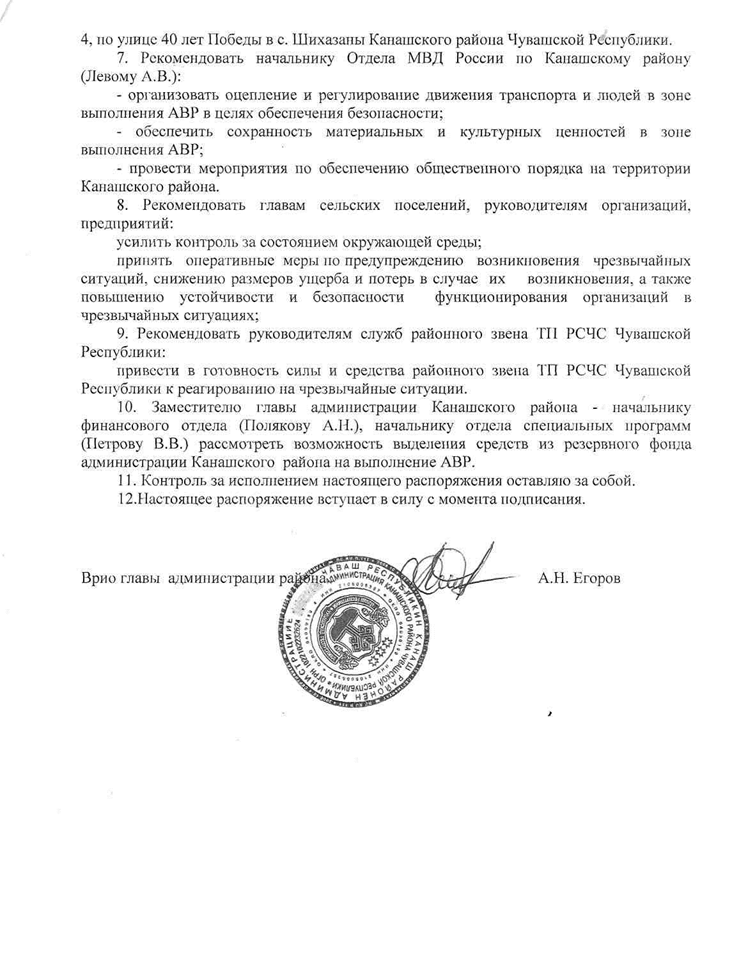 4, по улице 40 лет Победы в с. Шихазаны Канашского района Чувашской Республики.
7. Рекомендовать начальнику Отдела МВД России по Канашскому району
(Левому А.В.):
- организовать оцепление и регулирование движения транспорта и людей в зоне
выполнения АВР в целях обеспечения безопасности;
- обеспечить сохранность материальных и культурных ценностей в зоне
выполнения АВР;
- провести мероприятия по обеспечению общественного порядка на территории
Канашского района.
8. Рекомендовать главам сельских поселений, руководителям организаций,
предприятий:
усилить контроль за состоянием окружающей среды;
принять оперативные меры по предупреждению возникновения чрезвычайных
ситуаций, снижению размеров ущерба и потерь в случае их возникновения, а также
повышению устойчивости и безопасности функционирования организаций в
чрезвычайных ситуациях;
9. Рекомендовать руководителям служб районного звена ТП РСЧС Чувашской
Республики:
привести в готовность силы и средства районного звена ТП РСЧС Чувашской
Республики к реагированию на чрезвычайные ситуации.
10. Заместителю главы администрации Канашского района - начальнику
финансового отдела (Полякову А.Н.), начальнику отдела специальных программ
(Петрову В.В.) рассмотреть возможность выделения средств из резервного фонда
администрации Канашского района на выполнение АВР.
11. Контроль за исполнением настоящего распоряжения оставляю за собой.
12.Настоящее распоряжение вступает в силу с момента подписания.
Врио главы администрации района
А.Н. Егоров
ЧАВАШ РЕСПУБЛИКИН КАНАШ РАЙОНЕН АДМИНИСТРАЦИЙЕ
АДМИНИСТРАЦИЯ КАНАШСКОГО РАЙОНА ЧУВАШСКОЙ РЕСПУБЛИКИ